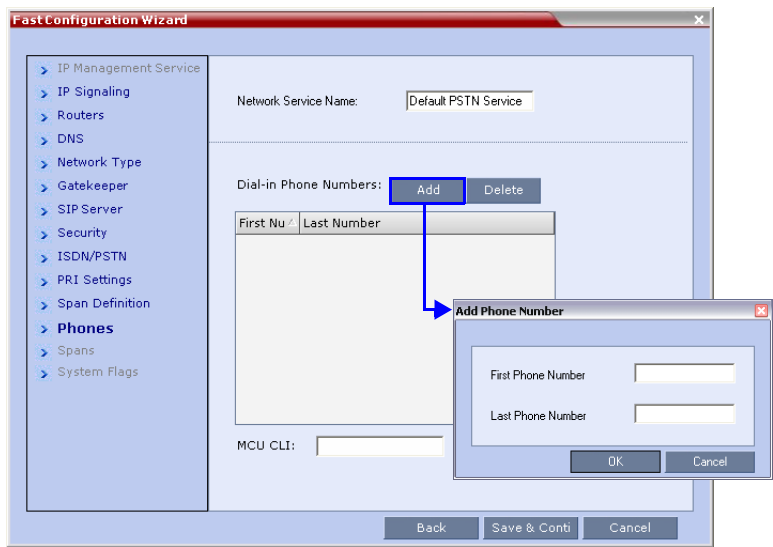 Fast Configuration Wizard
IP Management Service
IP Signaling
Routers
DNS
Network Type
Gatekeeper
SIP Server
Security
ISDN/PSTN
PRI Settings
Span Definition
Phones
Spans
System Flags
Network Service Name: Default PSTN Service
Dial-in Phone Numbers: Add Delete
First Nu Last Number
MCU CLI:
Add Phone Number
First Phone Number
Last Phone Number
OK Cancel
Back Save & Conti Cancel